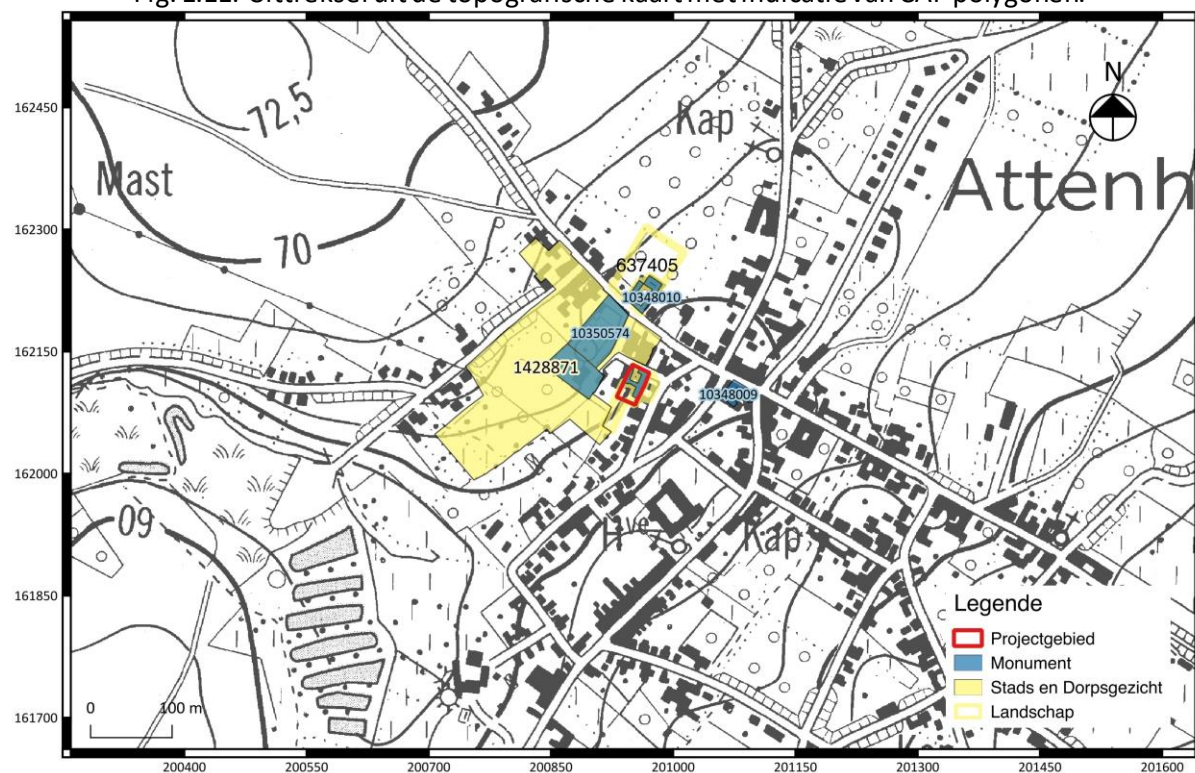 Fig. 2.11: Uittreksel uit de topografische kaart met indicatie van CAI-polygonen.
162450
162300
162150
162000
161850
161700
72,5
Kap
N
Mast
Attenh
70
637405
10348010
10350574
1428871
10348009
60
Hve
Kap
Legende
Projectgebied
Monument
Stads en Dorpsgezicht
Landschap
0 100 m
200400 200550 200700 200850 201000 201150 201300 201450 201600